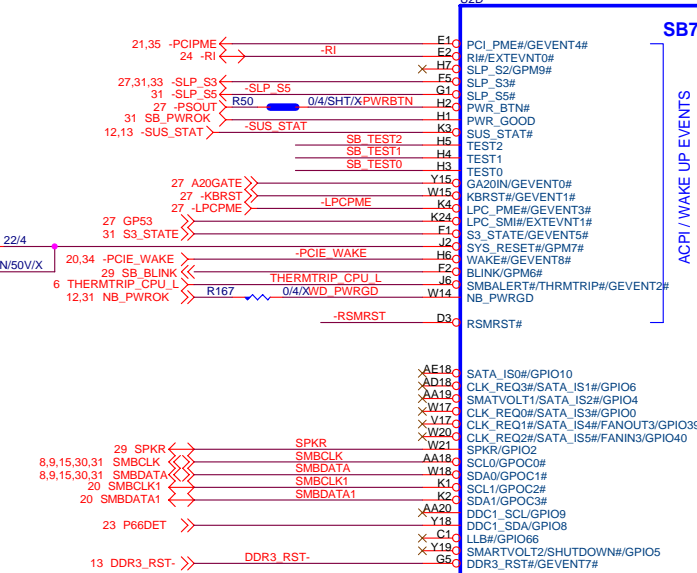 U2D
SB7
21,35 -PCIPME E1 PCI_PME#/GEVENT4#
24 -RI -RI E2 RI#/EXTEVNT0#
H7 SLP_S2/GPM9#
27,31,33 -SLP_S3 F5 SLP_S3#
31 -SLP_S5 -SLP_S5 G1 SLP_S5#
27 -PSOUT R50 0/4/SHT/X -PWRBTN H2 PWR_BTN#
31 SB_PWROK H1 PWR_GOOD
12,13 -SUS_STAT -SUS_STAT K3 SUS_STAT#
SB_TEST2 H5 TEST2
SB_TEST1 H4 TEST1
SB_TEST0 H3 TEST0
27 A20GATE Y15 GA20IN/GEVENT0#
27 -KBRST W15 KBRST#/GEVENT1#
27 -LPCPME -LPCPME K4 LPC_PME#/GEVENT3#
27 GP53 K24 LPC_SMI#/EXTEVNT1#
31 S3_STATE F1 S3_STATE/GEVENT5#
22/4 J2 SYS_RESET#/GPM7#
20,34 -PCIE_WAKE -PCIE_WAKE H6 WAKE#/GEVENT8#
N/50V/X 29 SB_BLINK F2 BLINK/GPM6#
6 THERMTRIP_CPU_L THERMTRIP_CPU_L J6 SMBALERT#/THRMTRIP#/GEVENT2#
12,31 NB_PWROK R167 0/4/X WD_PWRGD W14 NB_PWRGD
-RSMRST D3 RSMRST#
ACPI / WAKE UP EVENTS
AE18 SATA_IS0#/GPIO10
AD18 CLK_REQ3#/SATA_IS1#/GPIO6
AA19 SMATVOLT1/SATA_IS2#/GPIO4
W17 CLK_REQ0#/SATA_IS3#/GPIO0
V17 CLK_REQ1#/SATA_IS4#/FANOUT3/GPIO39
W20 CLK_REQ2#/SATA_IS5#/FANIN3/GPIO40
29 SPKR SPKR W21 SPKR/GPIO2
8,9,15,30,31 SMBCLK SMBCLK AA18 SCL0/GPOC0#
8,9,15,30,31 SMBDATA SMBDATA W18 SDA0/GPOC1#
20 SMBCLK1 SMBCLK1 K1 SCL1/GPOC2#
20 SMBDATA1 SMBDATA1 K2 SDA1/GPOC3#
AA20 DDC1_SCL/GPIO9
23 P66DET Y18 DDC1_SDA/GPIO8
C1 LLB#/GPIO66
Y19 SMARTVOLT2/SHUTDOWN#/GPIO5
13 DDR3_RST- DDR3_RST- G5 DDR3_RST#/GEVENT7#